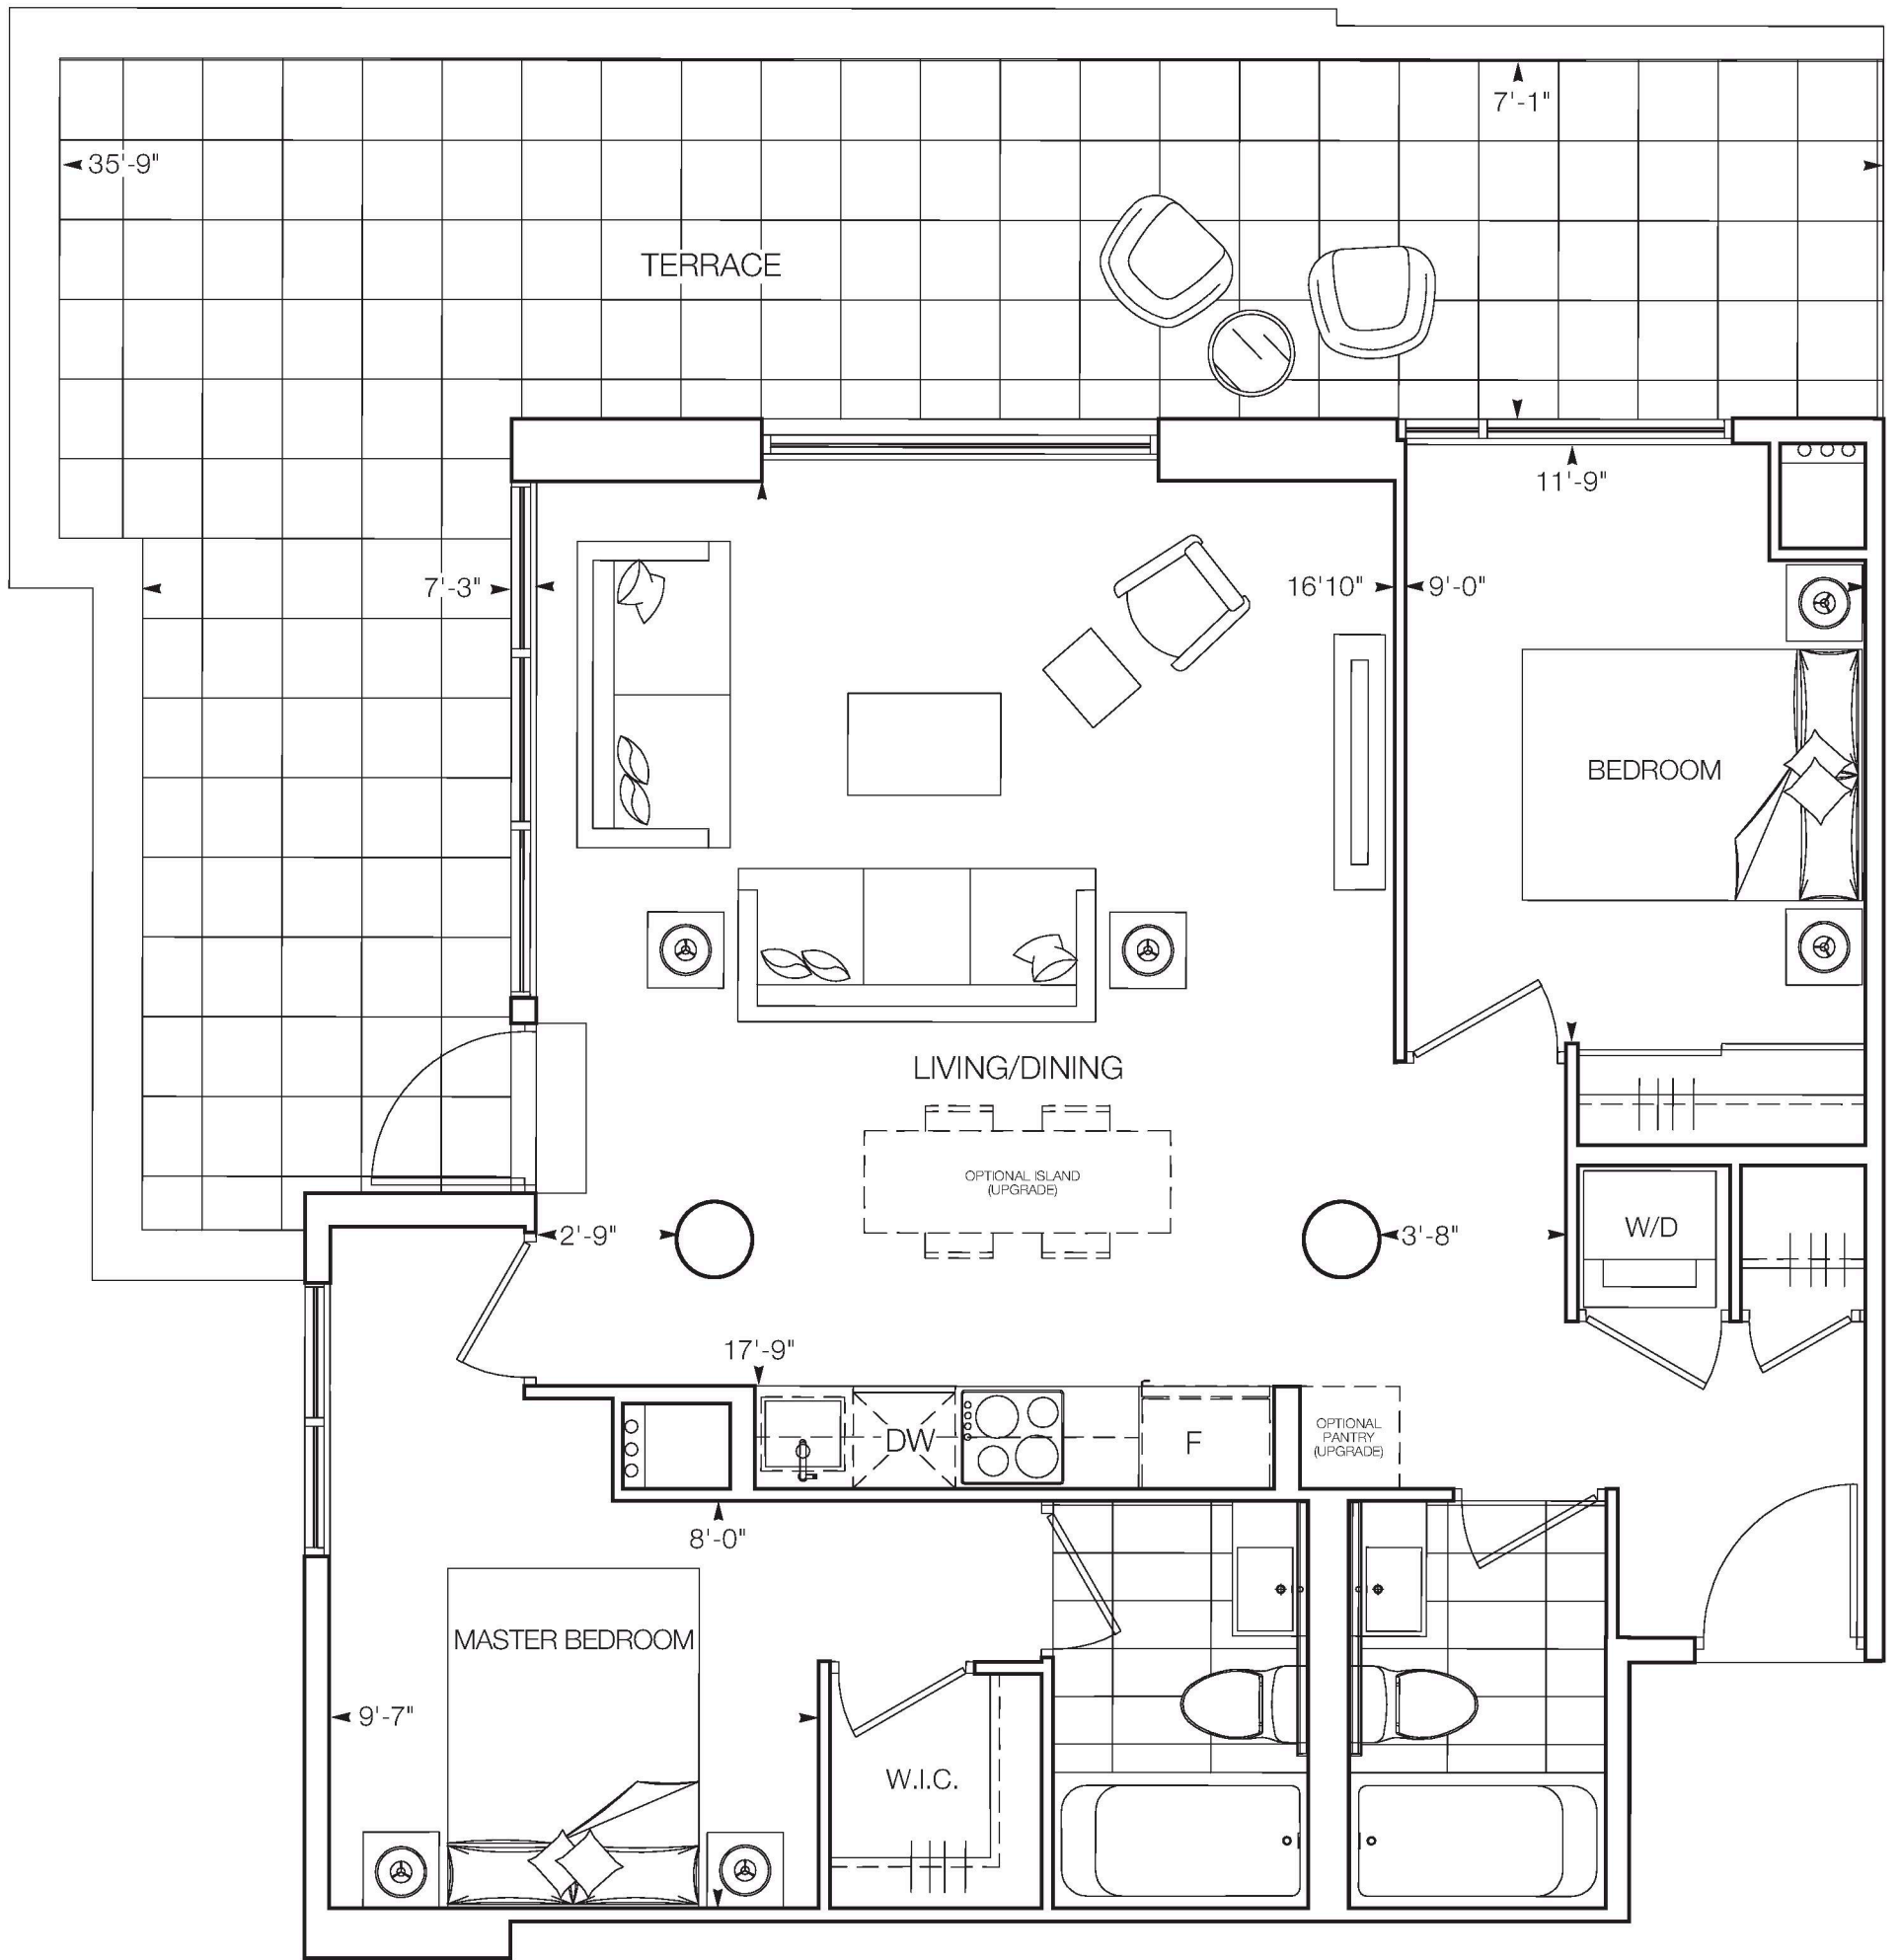 7'-1"
35'-9"
TERRACE
11'-9"
7'-3"
16'10"
9'-0"
BEDROOM
LIVING/DINING
OPTIONAL ISLAND
(UPGRADE)
2'-9"
3'-8"
W/D
17'-9"
DW
F
OPTIONAL
PANTRY
(UPGRADE)
8'-0"
MASTER BEDROOM
9'-7"
W.I.C.